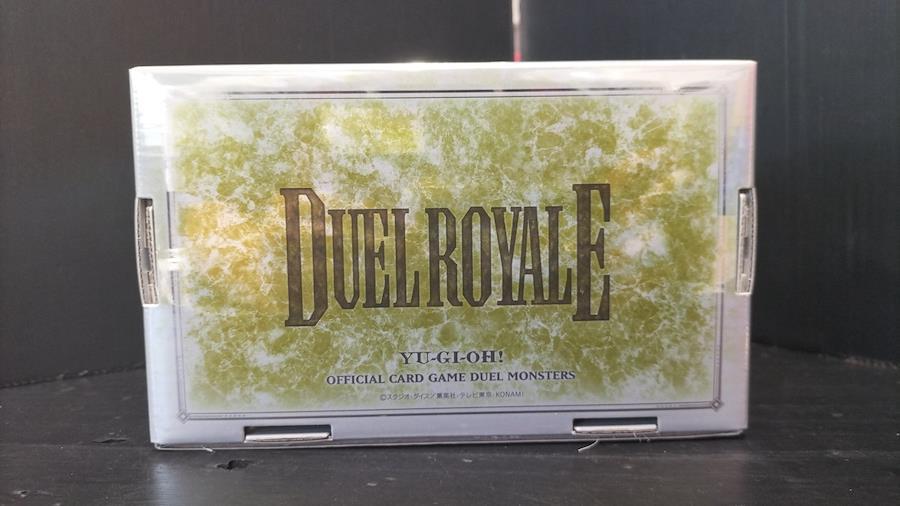 DUEL ROYALE
YU-GI-OH!
OFFICIAL CARD GAME DUEL MONSTERS
©スタジオ・ダイス/集英社・テレビ東京・KONAMI